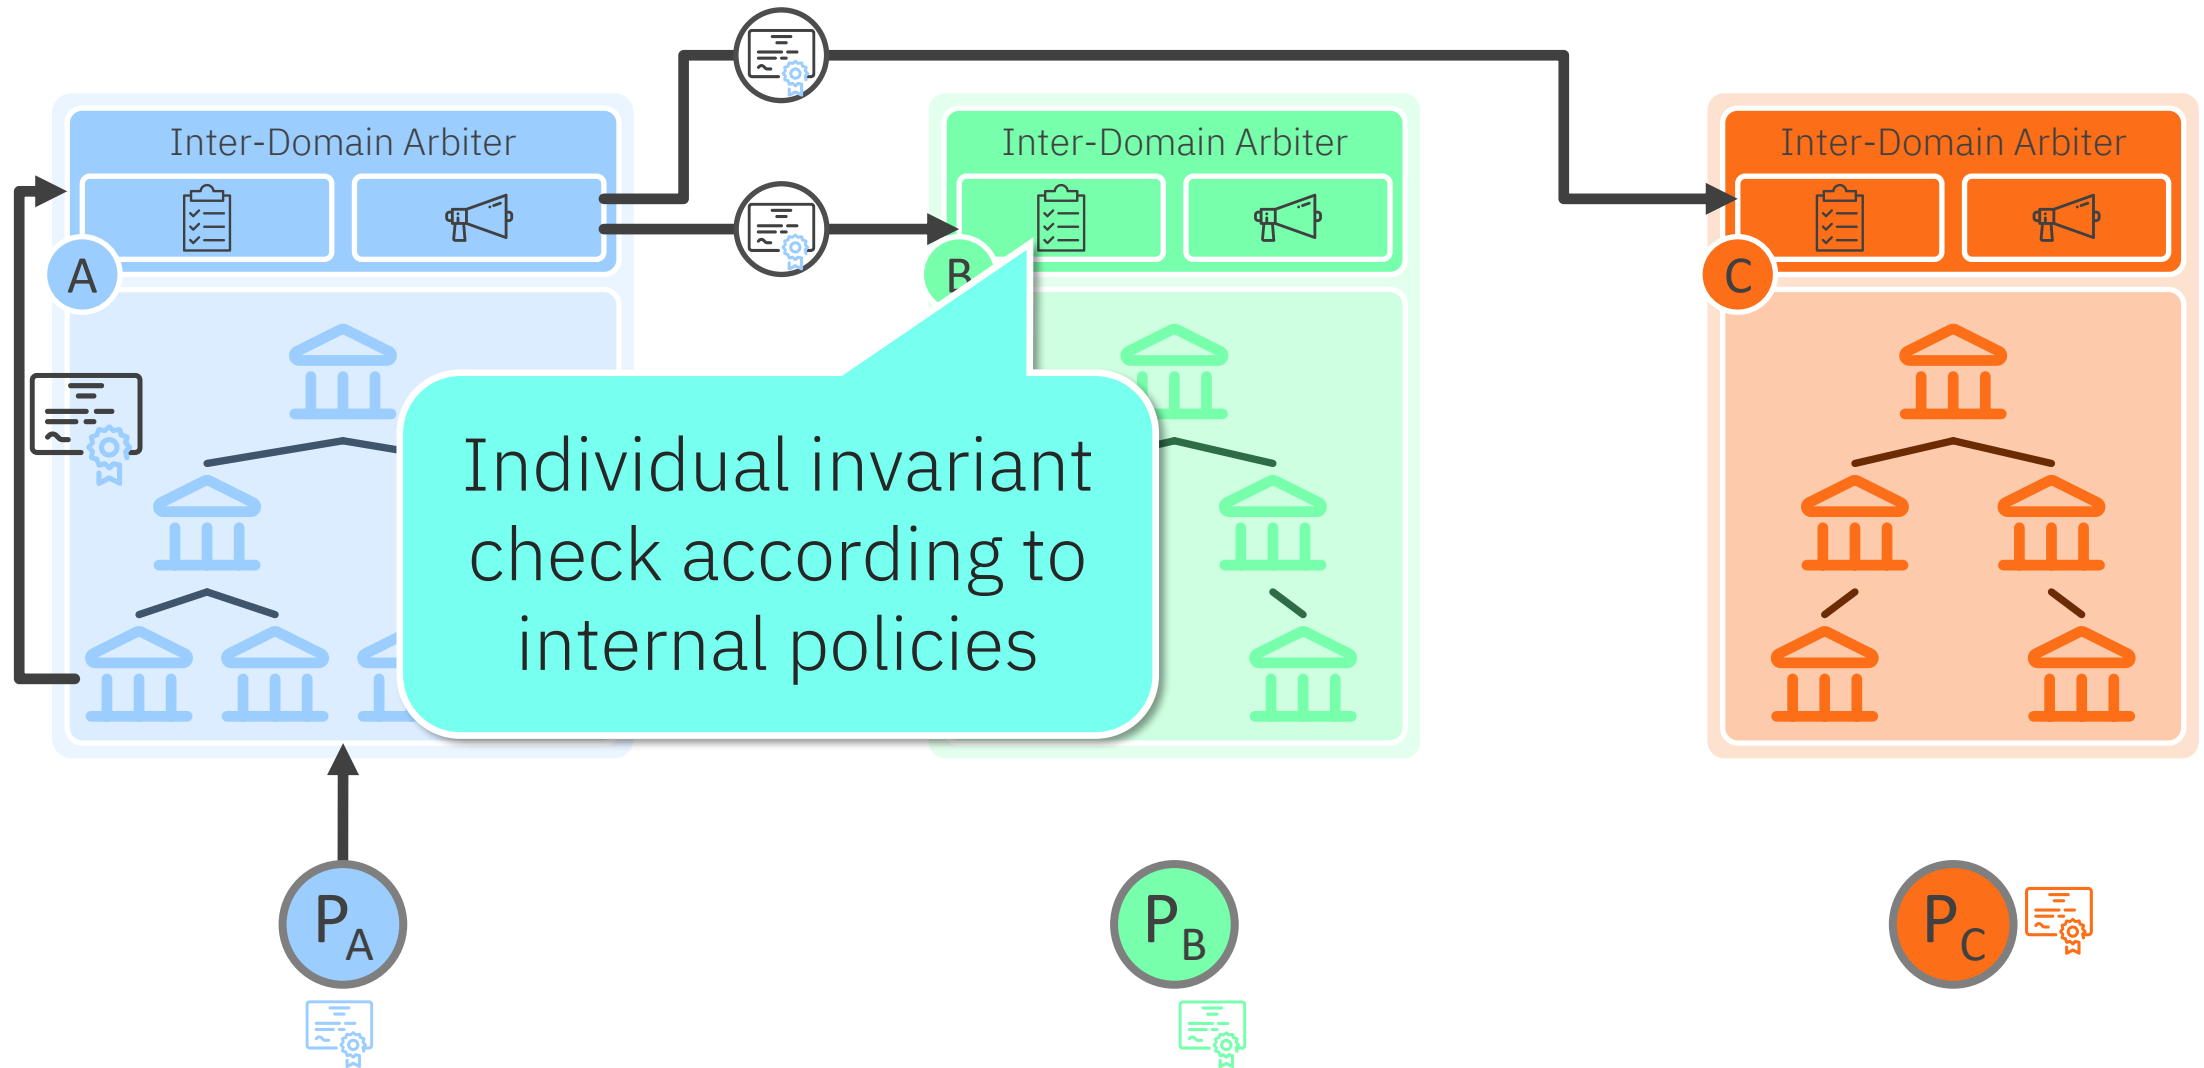 Inter-Domain Arbiter
Inter-Domain Arbiter
Inter-Domain Arbiter
A
B
C
Individual invariant
check according to
internal policies
PA
PB
PC